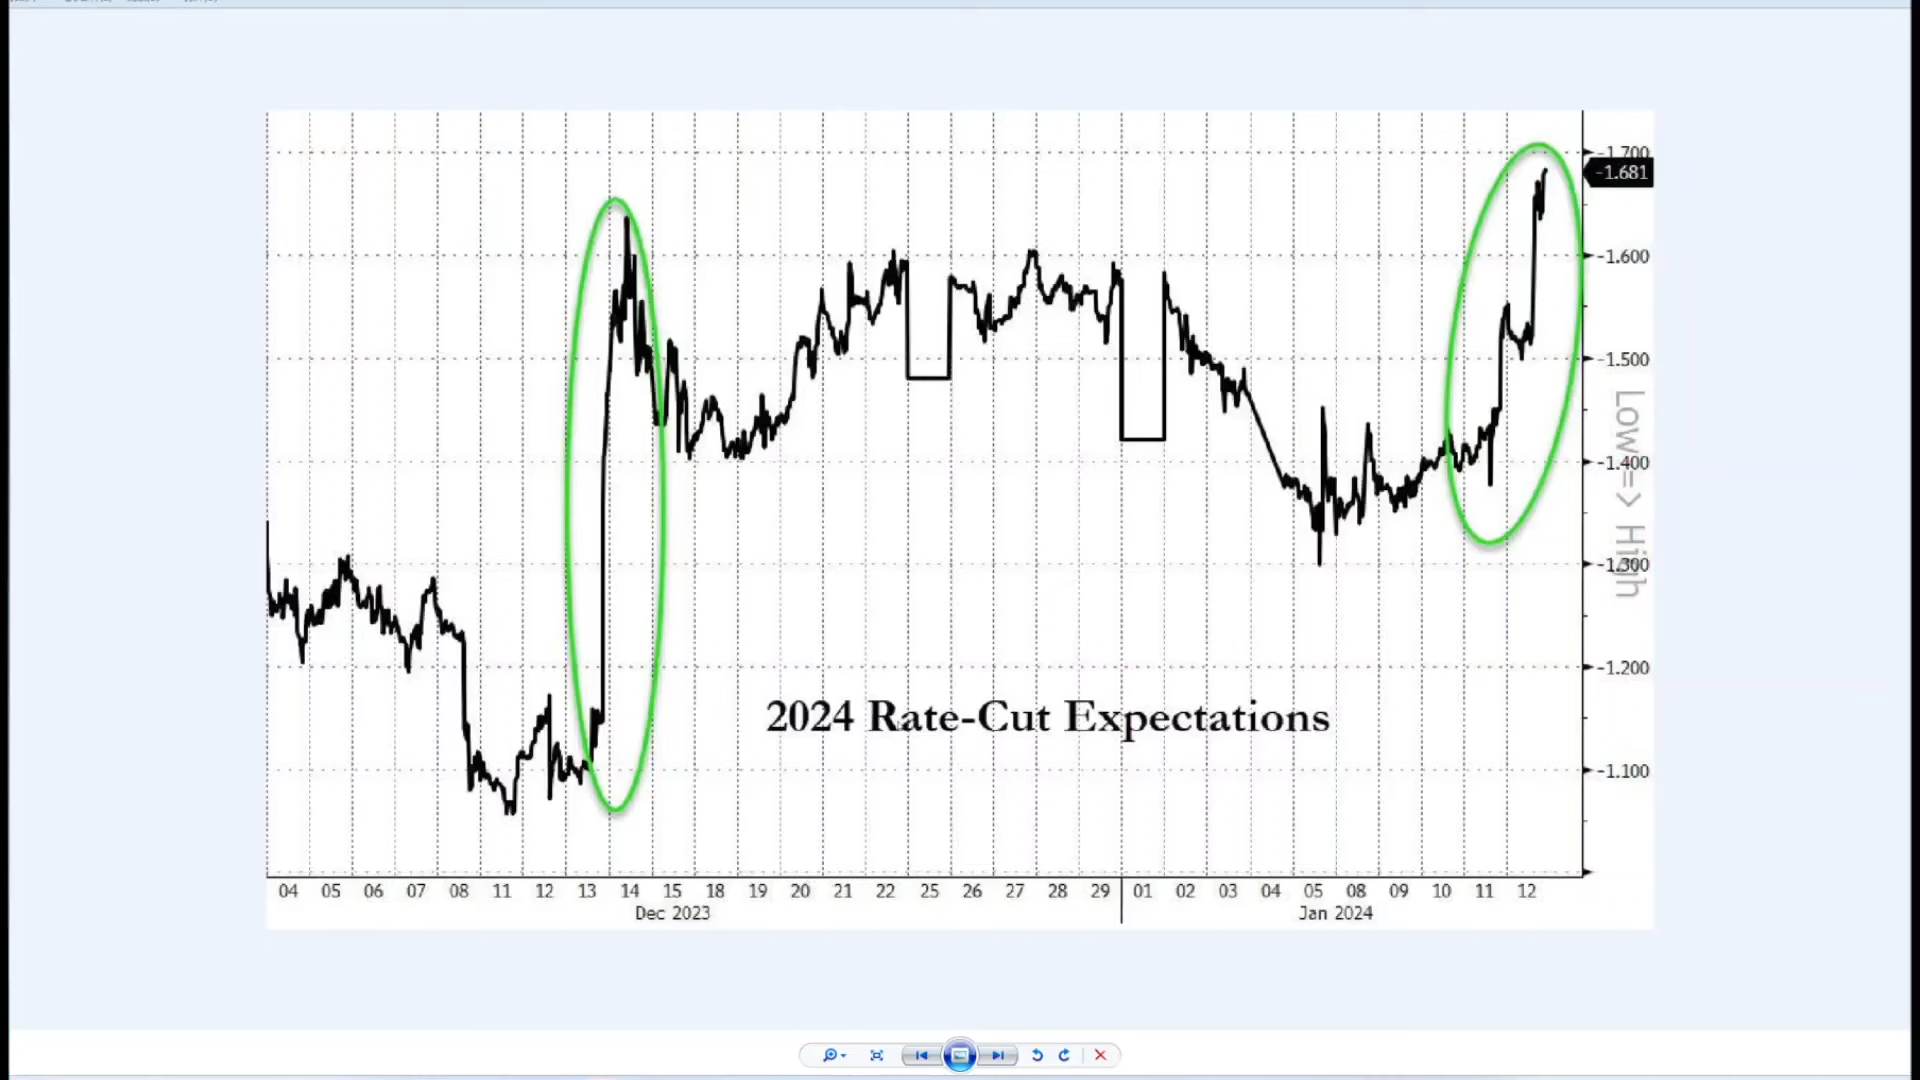 -1.700
-1.681
-1.600
-1.500
-1.400
-1.300
-1.200
-1.100
Low=> High
2024 Rate-Cut Expectations
04 05 06 07 08 11 12 13 14 15 18 19 20 21 22 25 26 27 28 29 01 02 03 04 05 08 09 10 11 12
Dec 2023 Jan 2024